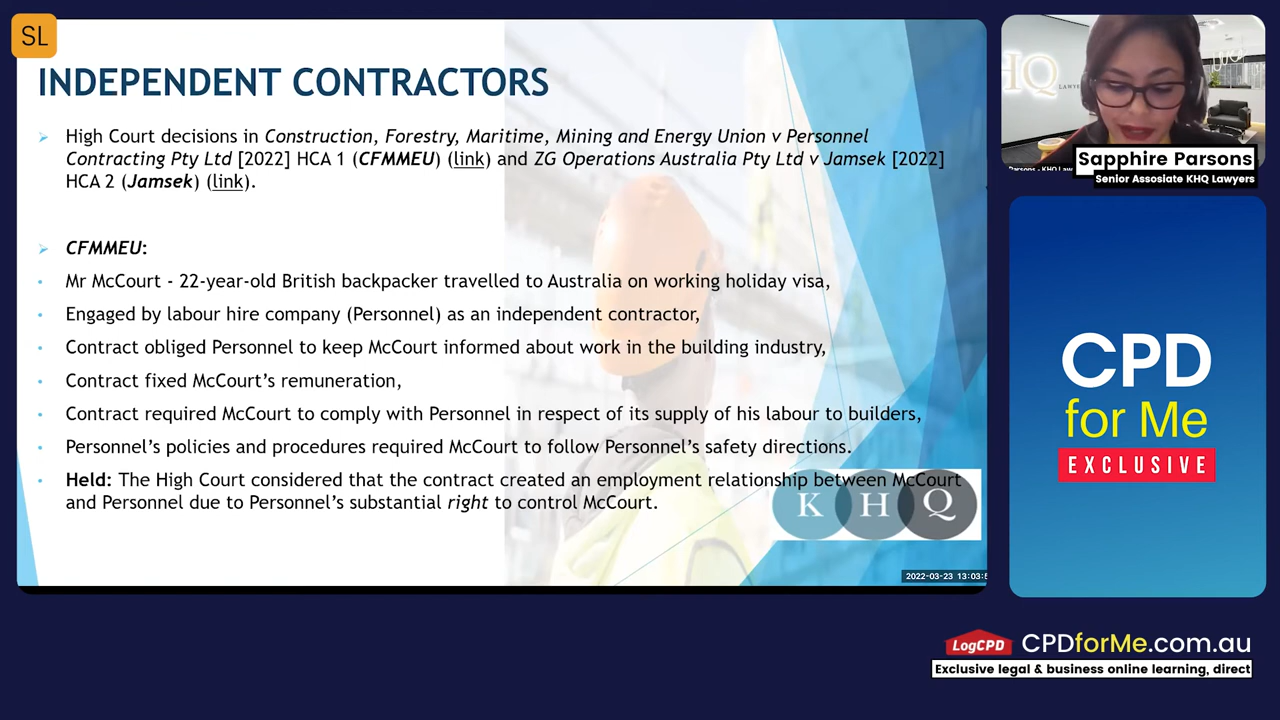 SL
INDEPENDENT CONTRACTORS
High Court decisions in Construction, Forestry, Maritime, Mining and Energy Union v Personnel
Contracting Pty Ltd [2022] HCA 1 (CFMMEU) (link) and ZG Operations Australia Pty Ltd v Jamsek [2022]
HCA 2 (Jamsek) (link).
CFMMEU:
Mr McCourt - 22-year-old British backpacker travelled to Australia on working holiday visa,
Engaged by labour hire company (Personnel) as an independent contractor,
Contract obliged Personnel to keep McCourt informed about work in the building industry,
Contract fixed McCourt's remuneration,
Contract required McCourt to comply with Personnel in respect of its supply of his labour to builders,
Personnel's policies and procedures required McCourt to follow Personnel's safety directions.
Held: The High Court considered that the contract created an employment relationship between McCourt
and Personnel due to Personnel's substantial right to control McCourt.
K H Q
2022-03-23 13:03:5
HQ
LAWYE
Sapphire Parsons
Senior Assosiate KHQ Lawyers
CPD
for Me
EXCLUSIVE
LogCPD CPDforMe.com.au
Exclusive legal & business online learning, direct